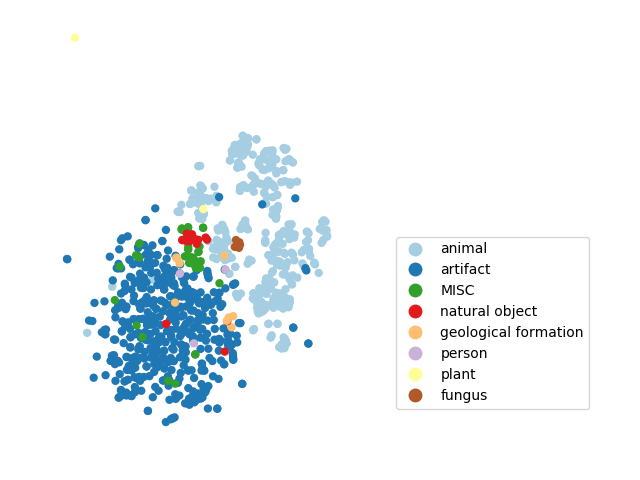 animal
artifact
MISC
natural object
geological formation
person
plant
fungus